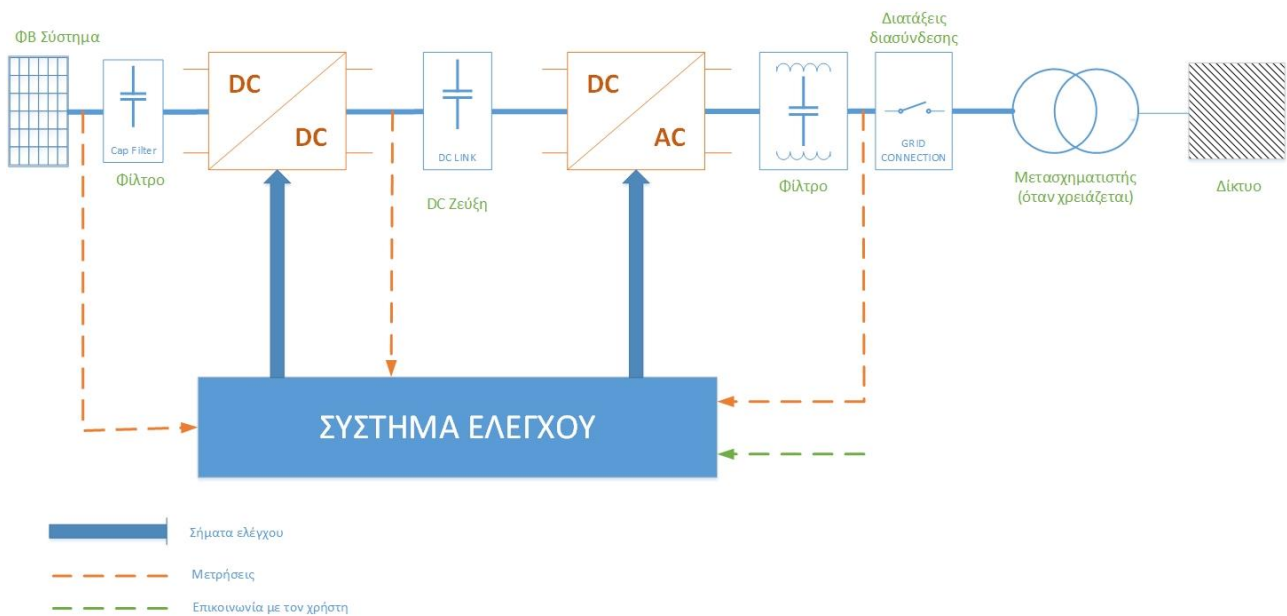 ΦΒ Σύστημα
Διατάξεις
διασύνδεσης
DC
DC
DC
AC
Cap Filter
DC LINK
GRID
CONNECTION
Φίλτρο
DC Ζεύξη
Φίλτρο
Μετασχηματιστής
(όταν χρειάζεται)
Δίκτυο
ΣΥΣΤΗΜΑ ΕΛΕΓΧΟΥ
Σήματα ελέγχου
Μετρήσεις
Επικοινωνία με τον χρήστη